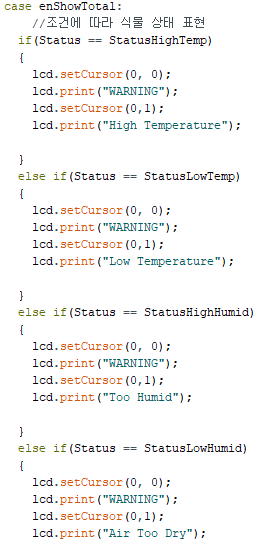 case enShowTotal:
//조건에 따라 식물 상태 표현
if(Status == StatusHighTemp)
{
lcd.setCursor(0, 0);
lcd.print("WARNING");
lcd.setCursor(0,1);
lcd.print("High Temperature");
}
else if(Status == StatusLowTemp)
{
lcd.setCursor(0, 0);
lcd.print("WARNING");
lcd.setCursor(0,1);
lcd.print("Low Temperature");
}
else if(Status == StatusHighHumid)
{
lcd.setCursor(0, 0);
lcd.print("WARNING");
lcd.setCursor(0,1);
lcd.print("Too Humid");
}
else if(Status == StatusLowHumid)
{
lcd.setCursor(0, 0);
lcd.print("WARNING");
lcd.setCursor(0,1);
lcd.print("Air Too Dry");